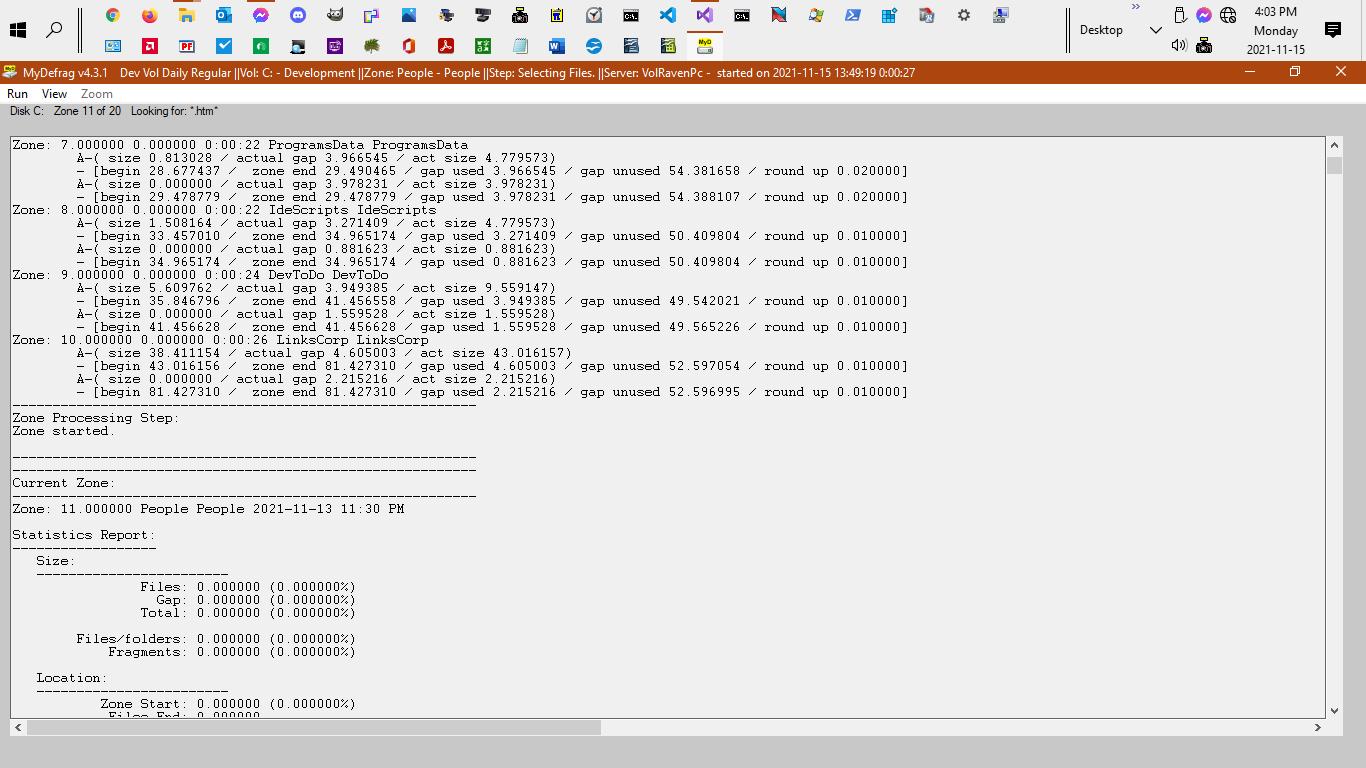 4:03 PM
Desktop
Monday
2021-11-15
MyDefrag v4.3.1 Dev Vol Daily Regular ||Vol: C: - Development ||Zone: People - People ||Step: Selecting Files. ||Server: VolRavenPc - started on 2021-11-15 13:49:19 0:00:27
Run View Zoom
Disk C: Zone 11 of 20 Looking for: *.htm*
Zone: 7.000000 0.000000 0:00:22 ProgramsData ProgramsData
A-( size 0.813028 / actual gap 3.966545 / act size 4.779573)
- [begin 28.677437 / zone end 29.490465 / gap used 3.966545 / gap unused 54.381658 / round up 0.020000]
A-( size 0.000000 / actual gap 3.978231 / act size 3.978231)
- [begin 29.478779 / zone end 29.478779 / gap used 3.978231 / gap unused 54.388107 / round up 0.020000]
Zone: 8.000000 0.000000 0:00:22 IdeScripts IdeScripts
A-( size 1.508164 / actual gap 3.271409 / act size 4.779573)
- [begin 33.457010 / zone end 34.965174 / gap used 3.271409 / gap unused 50.409804 / round up 0.010000]
A-( size 0.000000 / actual gap 0.881623 / act size 0.881623)
- [begin 34.965174 / zone end 34.965174 / gap used 0.881623 / gap unused 50.409804 / round up 0.010000]
Zone: 9.000000 0.000000 0:00:24 DevToDo DevToDo
A-( size 5.609762 / actual gap 3.949385 / act size 9.559147)
- [begin 35.846796 / zone end 41.456558 / gap used 3.949385 / gap unused 49.542021 / round up 0.010000]
A-( size 0.000000 / actual gap 1.559528 / act size 1.559528)
- [begin 41.456628 / zone end 41.456628 / gap used 1.559528 / gap unused 49.565226 / round up 0.010000]
Zone: 10.000000 0.000000 0:00:26 LinksCorp LinksCorp
A-( size 38.411154 / actual gap 4.605003 / act size 43.016157)
- [begin 43.016156 / zone end 81.427310 / gap used 4.605003 / gap unused 52.597054 / round up 0.010000]
A-( size 0.000000 / actual gap 2.215216 / act size 2.215216)
- [begin 81.427310 / zone end 81.427310 / gap used 2.215216 / gap unused 52.596995 / round up 0.010000]
----------------------------------------------------------
Zone Processing Step:
Zone started.
----------------------------------------------------------
----------------------------------------------------------
Current Zone:
----------------------------------------------------------
Zone: 11.000000 People People 2021-11-13 11:30 PM
Statistics Report:
------------------
Size:
------------------------
Files: 0.000000 (0.000000%)
Gap: 0.000000 (0.000000%)
Total: 0.000000 (0.000000%)
Files/folders: 0.000000 (0.000000%)
Fragments: 0.000000 (0.000000%)
Location:
------------------------
Zone Start: 0.000000 (0.000000%)
Files End: 0.000000